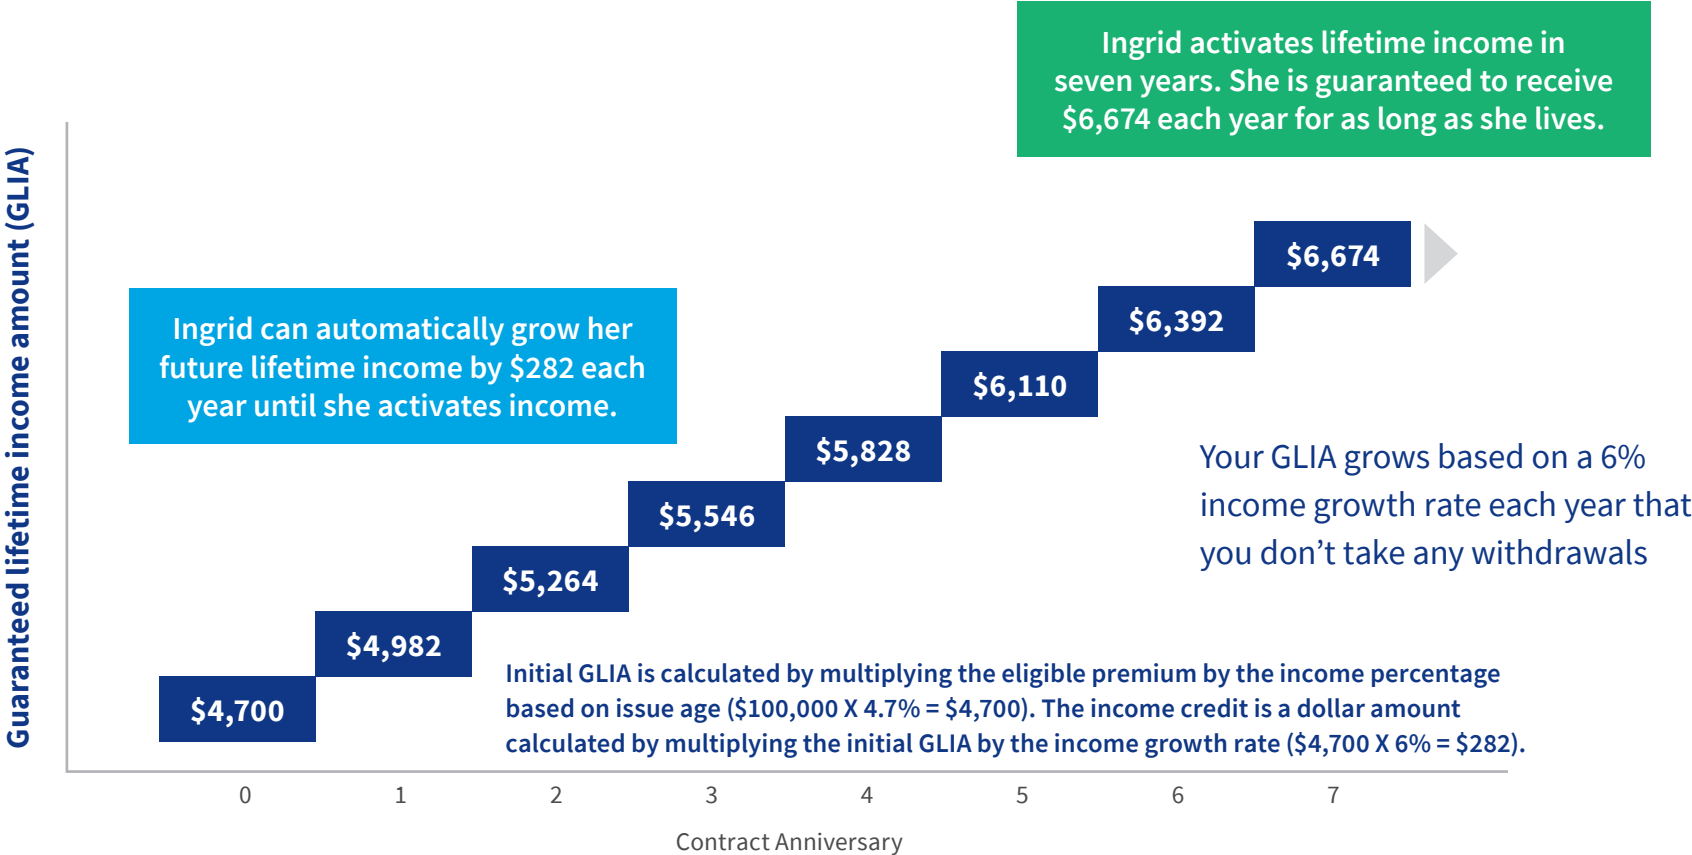 Ingrid activates lifetime income in
seven years. She is guaranteed to receive
$6,674 each year for as long as she lives.
Guaranteed lifetime income amount (GLIA)
Ingrid can automatically grow her
future lifetime income by $282 each
year until she activates income.
$6,674
$6,392
$6,110
$5,828
$5,546
$5,264
$4,982
$4,700
Your GLIA grows based on a 6%
income growth rate each year that
you don’t take any withdrawals
Initial GLIA is calculated by multiplying the eligible premium by the income percentage
based on issue age ($100,000 X 4.7% = $4,700). The income credit is a dollar amount
calculated by multiplying the initial GLIA by the income growth rate ($4,700 X 6% = $282).
0 1 2 3 4 5 6 7
Contract Anniversary